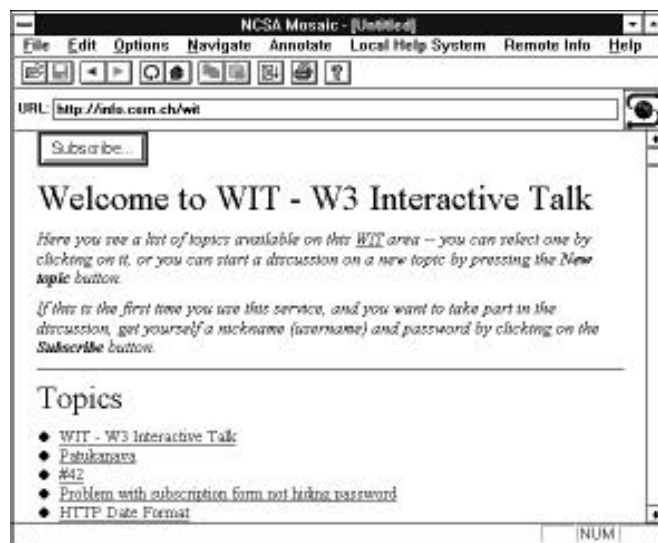 NCSA Mosaic - [Untitled]
File Edit Options Navigate Annotate Local Help System Remote Info Help
URL: http://info.cern.ch/wit
Subscribe...
Welcome to WIT - W3 Interactive Talk
Here you see a list of topics available on this WIT area -- you can select one by
clicking on it, or you can start a discussion on a new topic by pressing the New
topic button.
If this is the first time you use this service, and you want to take part in the
discussion, get yourself a nickname (username) and password by clicking on the
Subscribe button.
Topics
WIT - W3 Interactive Talk
Patukanava
#42
Problem with subscription form not hiding password
HTTP Date Format
NUM